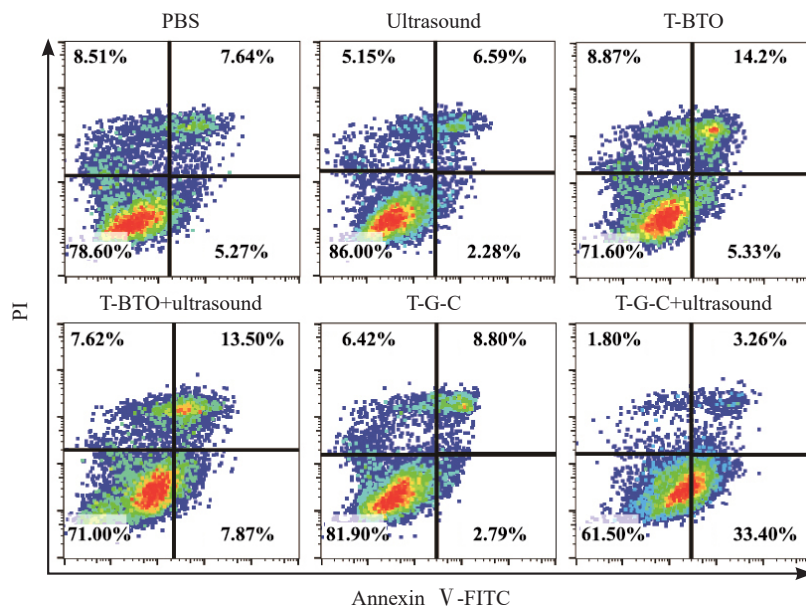 PBS Ultrasound T-BTO
8.51% 7.64% 5.15% 6.59% 8.87% 14.2%
78.60% 5.27% 86.00% 2.28% 71.60% 5.33%
PI
T-BTO+ultrasound T-G-C T-G-C+ultrasound
7.62% 13.50% 6.42% 8.80% 1.80% 3.26%
71.00% 7.87% 81.90% 2.79% 61.50% 33.40%
Annexin V-FITC